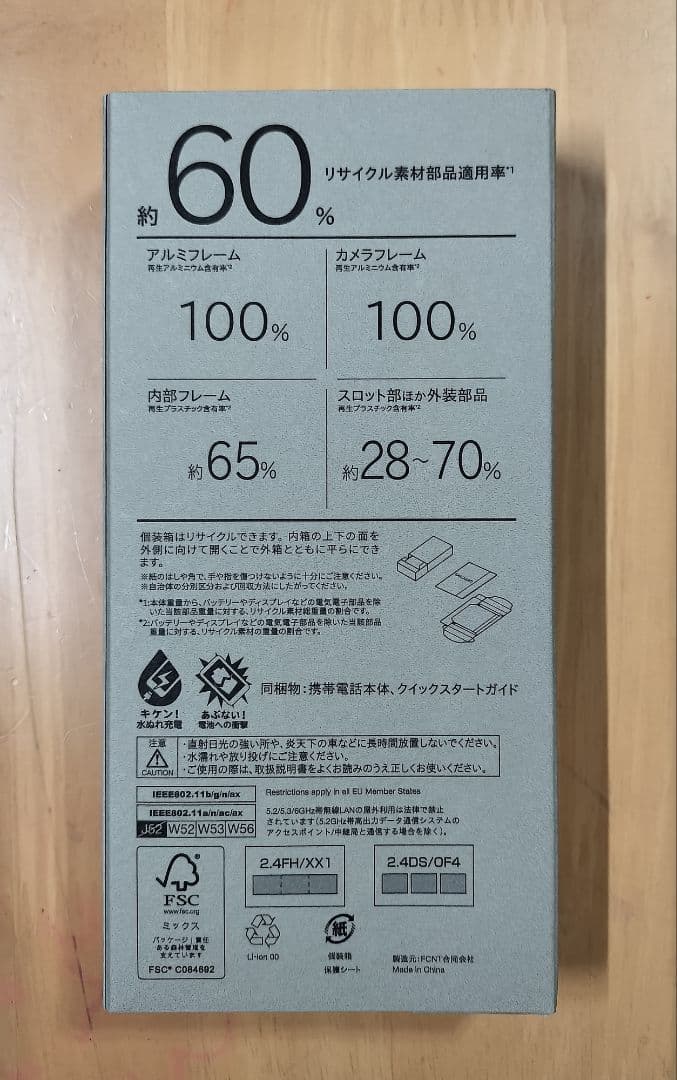 約60% リサイクル素材部品適用率*1
アルミフレーム
再生アルミニウム含有率*2
100%
カメラフレーム
再生アルミニウム含有率*2
100%
内部フレーム
再生プラスチック含有率*2
約65%
スロット部ほか外装部品
再生プラスチック含有率*2
約28~70%
個装箱はリサイクルできます。内箱の上下の面を
外側に向けて開くことで外箱とともに平らにでき
ます。
※紙のはしや角で、手や指を傷つけないように十分にご注意ください。
※自治体の分別区分および回収方法にしたがってください。
*1:本体重量から、バッテリーやディスプレイなどの電気電子部品を除
いた当該部品重量に対する、リサイクル素材総重量の割合です。
*2:バッテリーやディスプレイなどの電気電子部品を除いた当該部品
重量に対する、リサイクル素材の重量の割合です。
キケン!
水ぬれ充電
あぶない!
電池への衝撃
同梱物:携帯電話本体、クイックスタートガイド
注意
CAUTION
・直射日光の強い所や、炎天下の車などに長時間放置しないでください。
・水濡れや放り投げにご注意ください。
・ご使用の際は、取扱説明書をよくお読みのうえ正しくお使いください。
IEEE802.11b/g/n/ax
Restrictions apply in all EU Member States
IEEE802.11a/n/ac/ax
J52 W52 W53 W56
5.2/5.3/6GHz帯無線LANの屋外利用は法律で禁止
されています(5.2GHz帯高出力データ通信システムの
アクセスポイント/中継局と通信する場合を除く)。
FSC®
www.fsc.org
ミックス
パッケージ|責任
ある森林管理を
支えています
FSC® C084692
2.4FH/XX1
2.4DS/OF4
Li-ion 00
紙
個装箱
保護シート
製造元:FCNT合同会社
Made in China